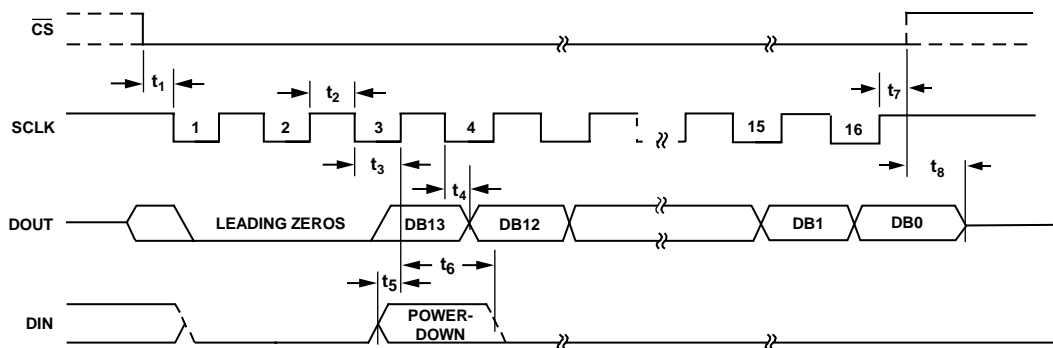 CS
t1
t2
t7
SCLK
1 2 3 4 15 16
t3
t8
t4
DOUT
LEADING ZEROS DB13 DB12 DB1 DB0
t6
t5
DIN
POWER-
DOWN